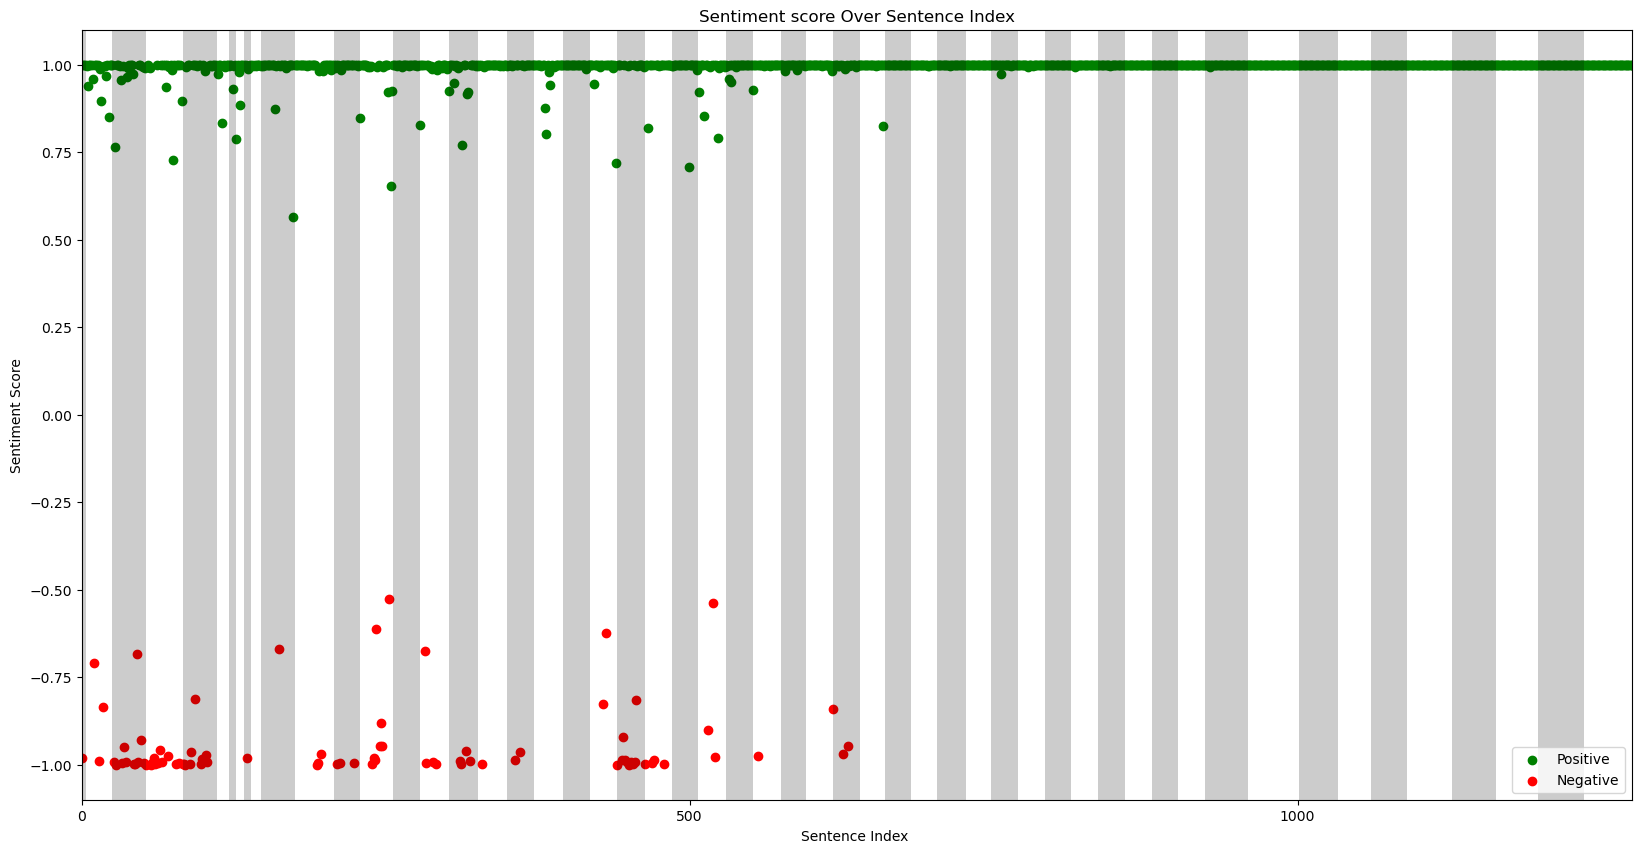 Sentiment score Over Sentence Index
Sentiment Score
1.00
0.75
0.50
0.25
0.00
−0.25
−0.50
−0.75
−1.00
0
500
1000
Sentence Index
Positive
Negative